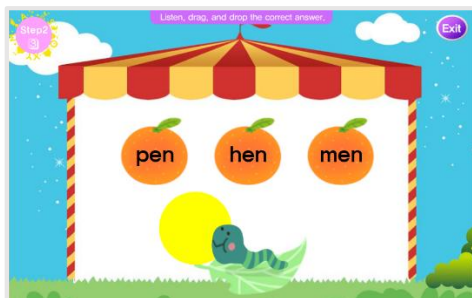 Listen, drag, and drop the correct answer.
Step2
3
Exit
pen hen men